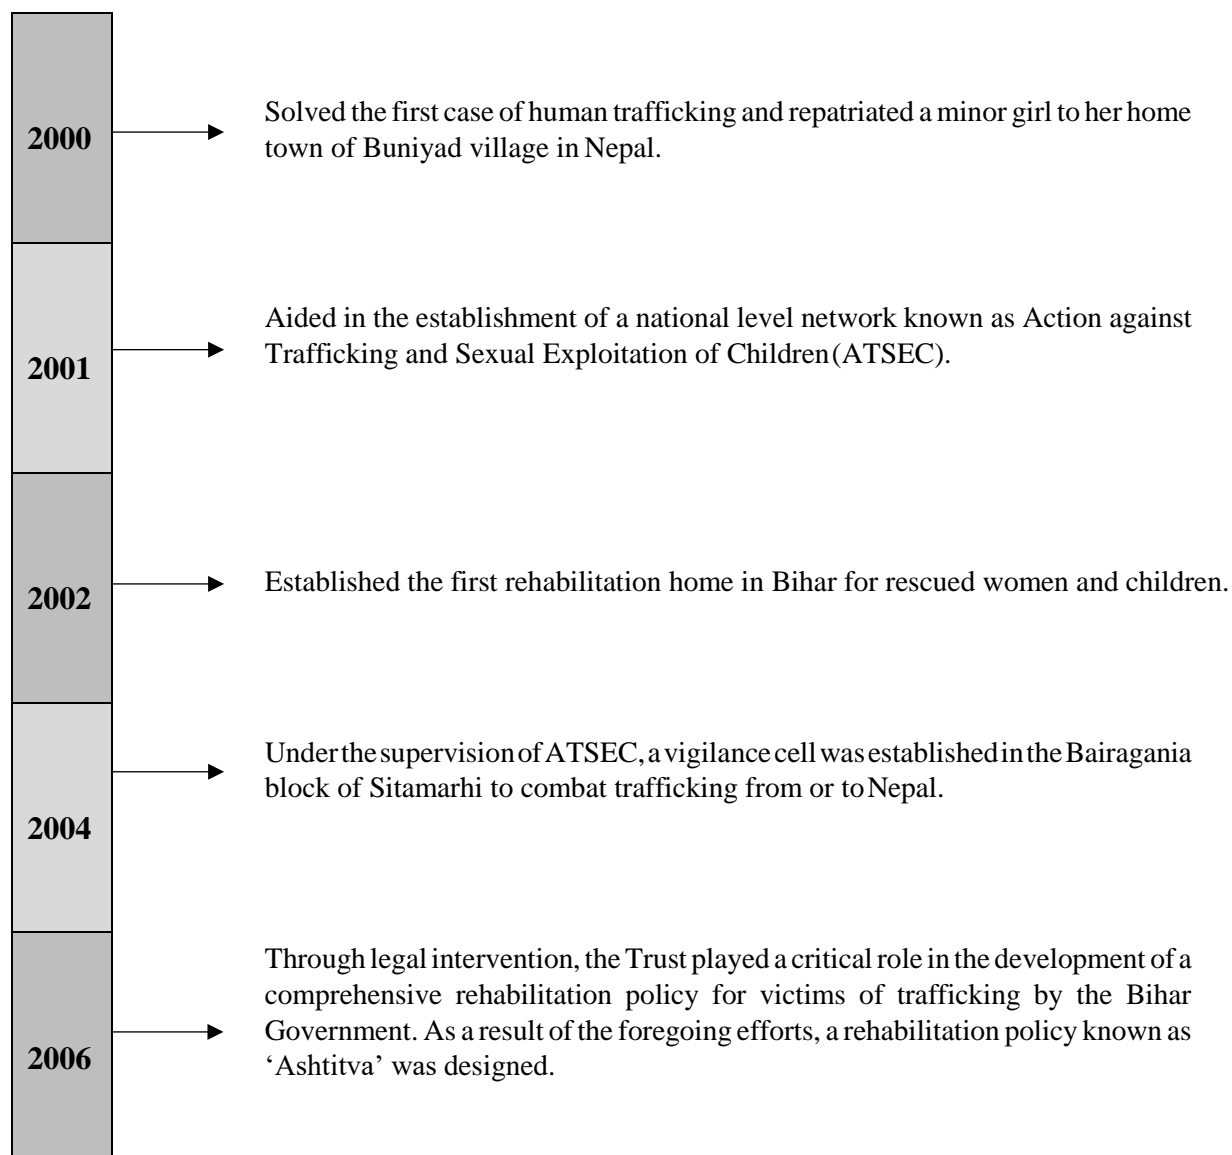 2000
Solved the first case of human trafficking and repatriated a minor girl to her home
town of Buniyad village in Nepal.
2001
Aided in the establishment of a national level network known as Action against
Trafficking and Sexual Exploitation of Children (ATSEC).
2002
Established the first rehabilitation home in Bihar for rescued women and children.
2004
Under the supervision of ATSEC, a vigilance cell was established in the Bairagania
block of Sitamarhi to combat trafficking from or to Nepal.
2006
Through legal intervention, the Trust played a critical role in the development of a
comprehensive rehabilitation policy for victims of trafficking by the Bihar
Government. As a result of the foregoing efforts, a rehabilitation policy known as
‘Ashtitva’ was designed.